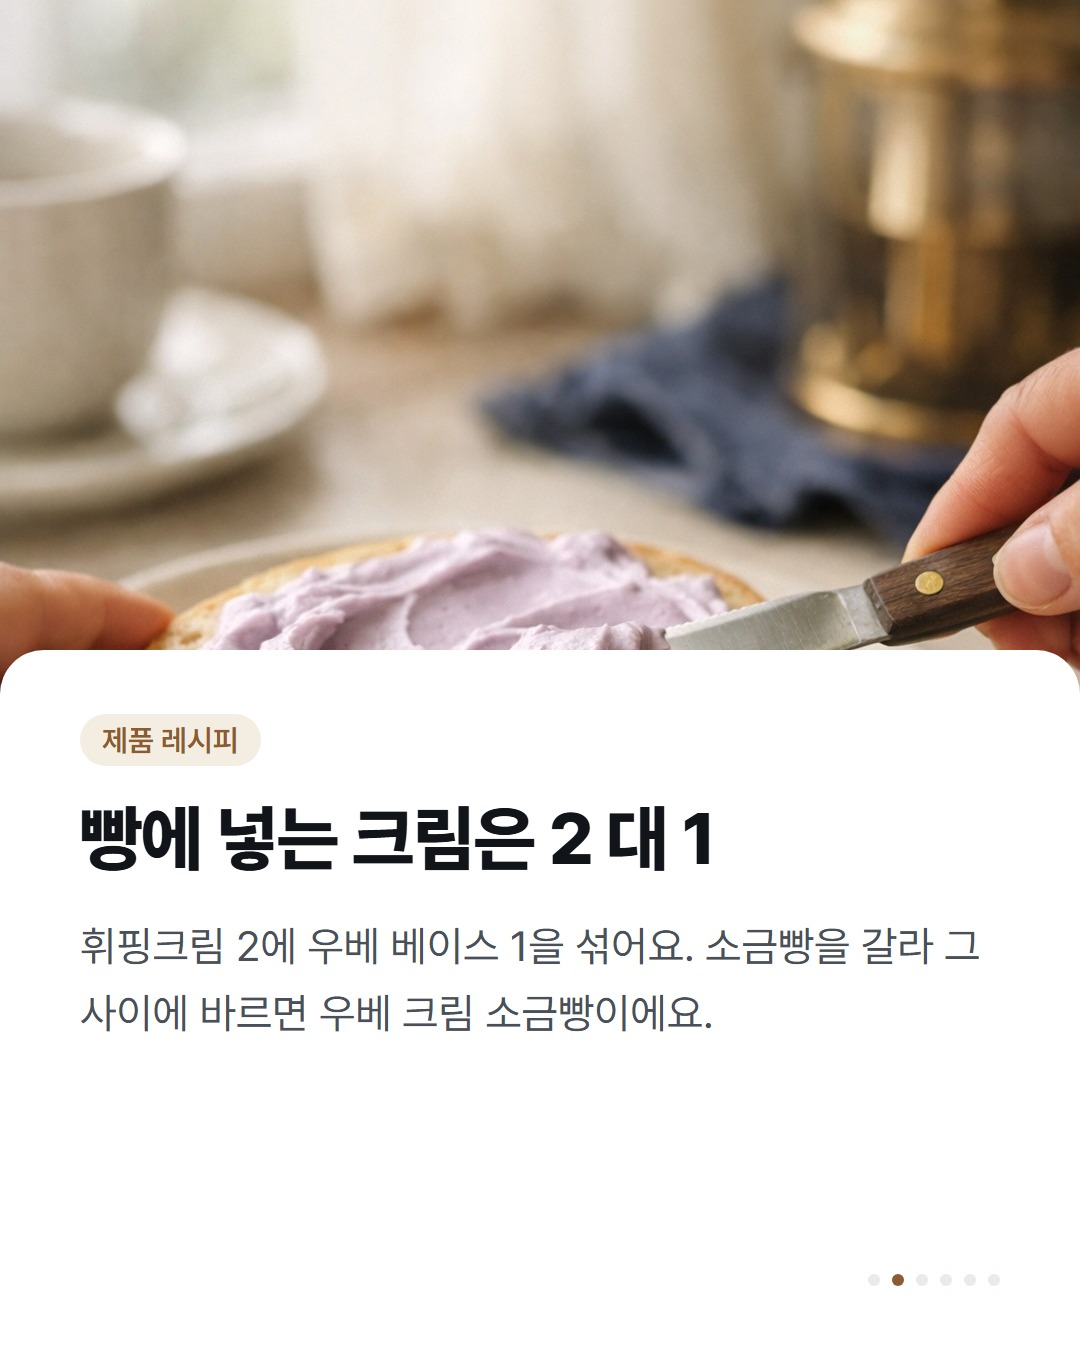 제품 레시피
빵에 넣는 크림은 2 대 1
휘핑크림 2에 우베 베이스 1을 섞어요. 소금빵을 갈라 그
사이에 바르면 우베 크림 소금빵이에요.